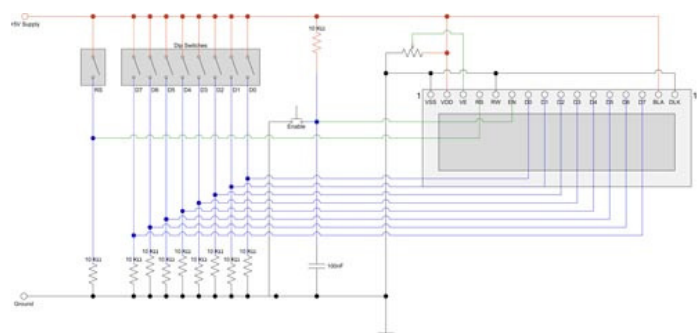 +5V Supply
10 KΩ
Dip Switches
RS
D7 D6 D5 D4 D3 D2 D1 D0
Enable
1
VSS VDD VE RS RW EN D0 D1 D2 D3 D4 D5 D6 D7 BLA DLK
1
10 KΩ 10 KΩ 10 KΩ 10 KΩ 10 KΩ 10 KΩ 10 KΩ 10 KΩ 10 KΩ
100nF
Ground